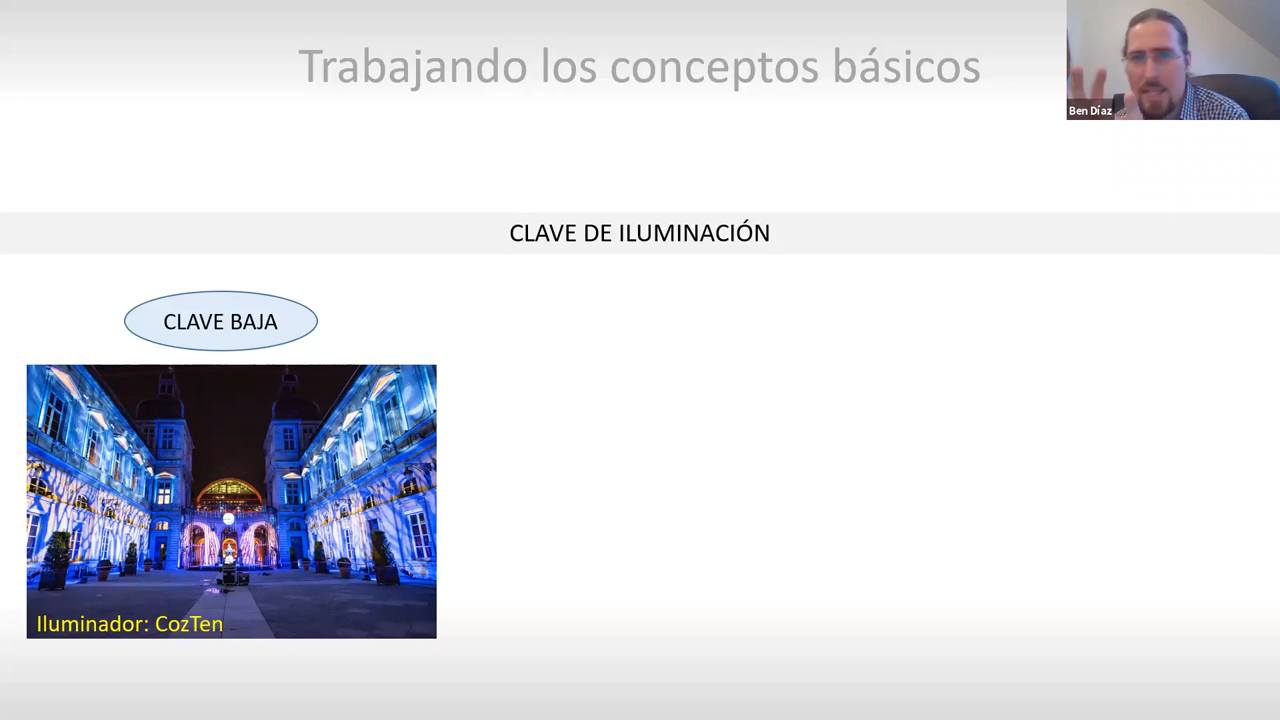 Trabajando los conceptos básicos
Ben Díaz
CLAVE DE ILUMINACIÓN
CLAVE BAJA
Iluminador: CozTen